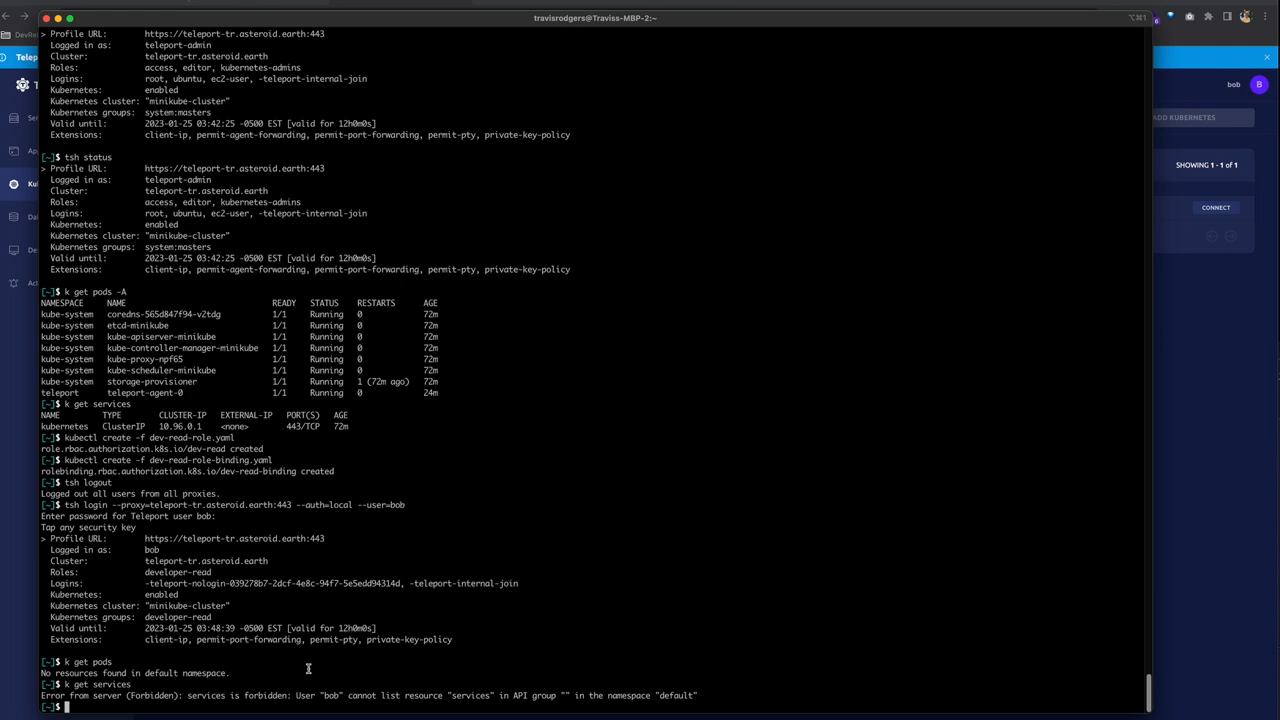 travisrodgers@Traviss-MBP-2:~
⌥⌘1
> Profile URL: https://teleport-tr.asteroid.earth:443
Logged in as: teleport-admin
Cluster: teleport-tr.asteroid.earth
Roles: access, editor, kubernetes-admins
Logins: root, ubuntu, ec2-user, -teleport-internal-join
Kubernetes: enabled
Kubernetes cluster: "minikube-cluster"
Kubernetes groups: system:masters
Valid until: 2023-01-25 03:42:25 -0500 EST [valid for 12h0m0s]
Extensions: client-ip, permit-agent-forwarding, permit-port-forwarding, permit-pty, private-key-policy
[~]$ tsh status
> Profile URL: https://teleport-tr.asteroid.earth:443
Logged in as: teleport-admin
Cluster: teleport-tr.asteroid.earth
Roles: access, editor, kubernetes-admins
Logins: root, ubuntu, ec2-user, -teleport-internal-join
Kubernetes: enabled
Kubernetes cluster: "minikube-cluster"
Kubernetes groups: system:masters
Valid until: 2023-01-25 03:42:25 -0500 EST [valid for 12h0m0s]
Extensions: client-ip, permit-agent-forwarding, permit-port-forwarding, permit-pty, private-key-policy
[~]$ k get pods -A
NAMESPACE NAME READY STATUS RESTARTS AGE
kube-system coredns-565d847f94-v2tdg 1/1 Running 0 72m
kube-system etcd-minikube 1/1 Running 0 72m
kube-system kube-apiserver-minikube 1/1 Running 0 72m
kube-system kube-controller-manager-minikube 1/1 Running 0 72m
kube-system kube-proxy-npf65 1/1 Running 0 72m
kube-system kube-scheduler-minikube 1/1 Running 0 72m
kube-system storage-provisioner 1/1 Running 1 (72m ago) 72m
teleport teleport-agent-0 1/1 Running 0 24m
[~]$ k get services
NAME TYPE CLUSTER-IP EXTERNAL-IP PORT(S) AGE
kubernetes ClusterIP 10.96.0.1 <none> 443/TCP 72m
[~]$ kubectl create -f dev-read-role.yaml
role.rbac.authorization.k8s.io/dev-read created
[~]$ kubectl create -f dev-read-role-binding.yaml
rolebinding.rbac.authorization.k8s.io/dev-read-binding created
[~]$ tsh logout
Logged out all users from all proxies.
[~]$ tsh login --proxy=teleport-tr.asteroid.earth:443 --auth=local --user=bob
Enter password for Teleport user bob:
Tap any security key
> Profile URL: https://teleport-tr.asteroid.earth:443
Logged in as: bob
Cluster: teleport-tr.asteroid.earth
Roles: developer-read
Logins: -teleport-nologin-039278b7-2dcf-4e8c-94f7-5e5edd94314d, -teleport-internal-join
Kubernetes: enabled
Kubernetes cluster: "minikube-cluster"
Kubernetes groups: developer-read
Valid until: 2023-01-25 03:48:39 -0500 EST [valid for 12h0m0s]
Extensions: client-ip, permit-port-forwarding, permit-pty, private-key-policy
[~]$ k get pods
No resources found in default namespace.
[~]$ k get services
Error from server (Forbidden): services is forbidden: User "bob" cannot list resource "services" in API group "" in the namespace "default"
[~]$
DevRe
Telep
Ser
App
Ku
Dat
De
Act
bob B
ADD KUBERNETES
SHOWING 1 - 1 of 1
CONNECT